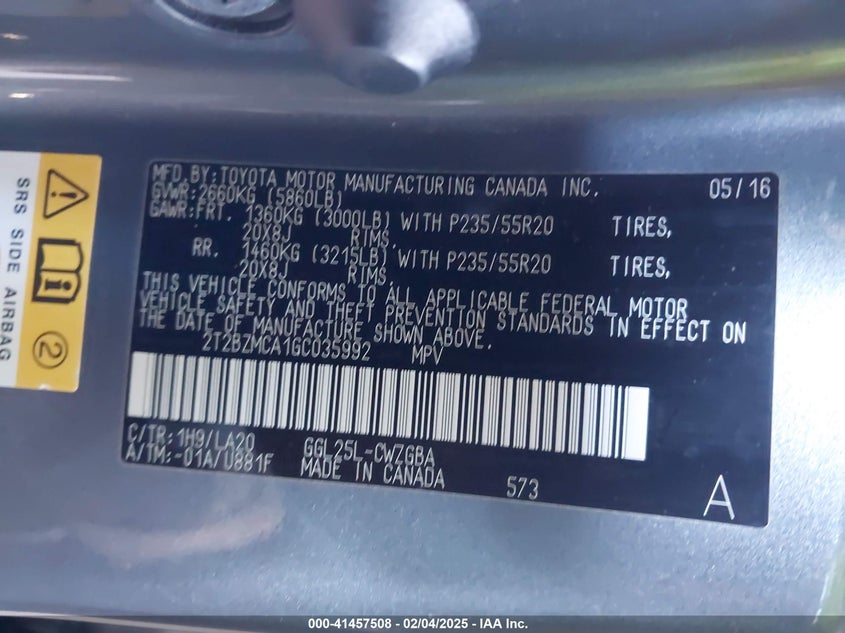 MFD.BY:TOYOTA MOTOR MANUFACTURING CANADA INC. 05/16
GVWR:2660KG (5860LB)
GAWR:FRT. 1360KG (3000LB) WITH P235/55R20 TIRES,
20X8J RIMS,
RR. 1460KG (3215LB) WITH P235/55R20 TIRES,
20X8J RIMS,
THIS VEHICLE CONFORMS TO ALL APPLICABLE FEDERAL MOTOR
VEHICLE SAFETY AND THEFT PREVENTION STANDARDS IN EFFECT ON
THE DATE OF MANUFACTURE SHOWN ABOVE.
2T2BZMCA1GC035992 MPV
C/TR:1H9/LA20 GGL25L-CWZGBA
A/TM:-01A/U881F MADE IN CANADA 573 A
SRS SIDE AIRBAG
2
000-41457508 - 02/04/2025 - IAA Inc.